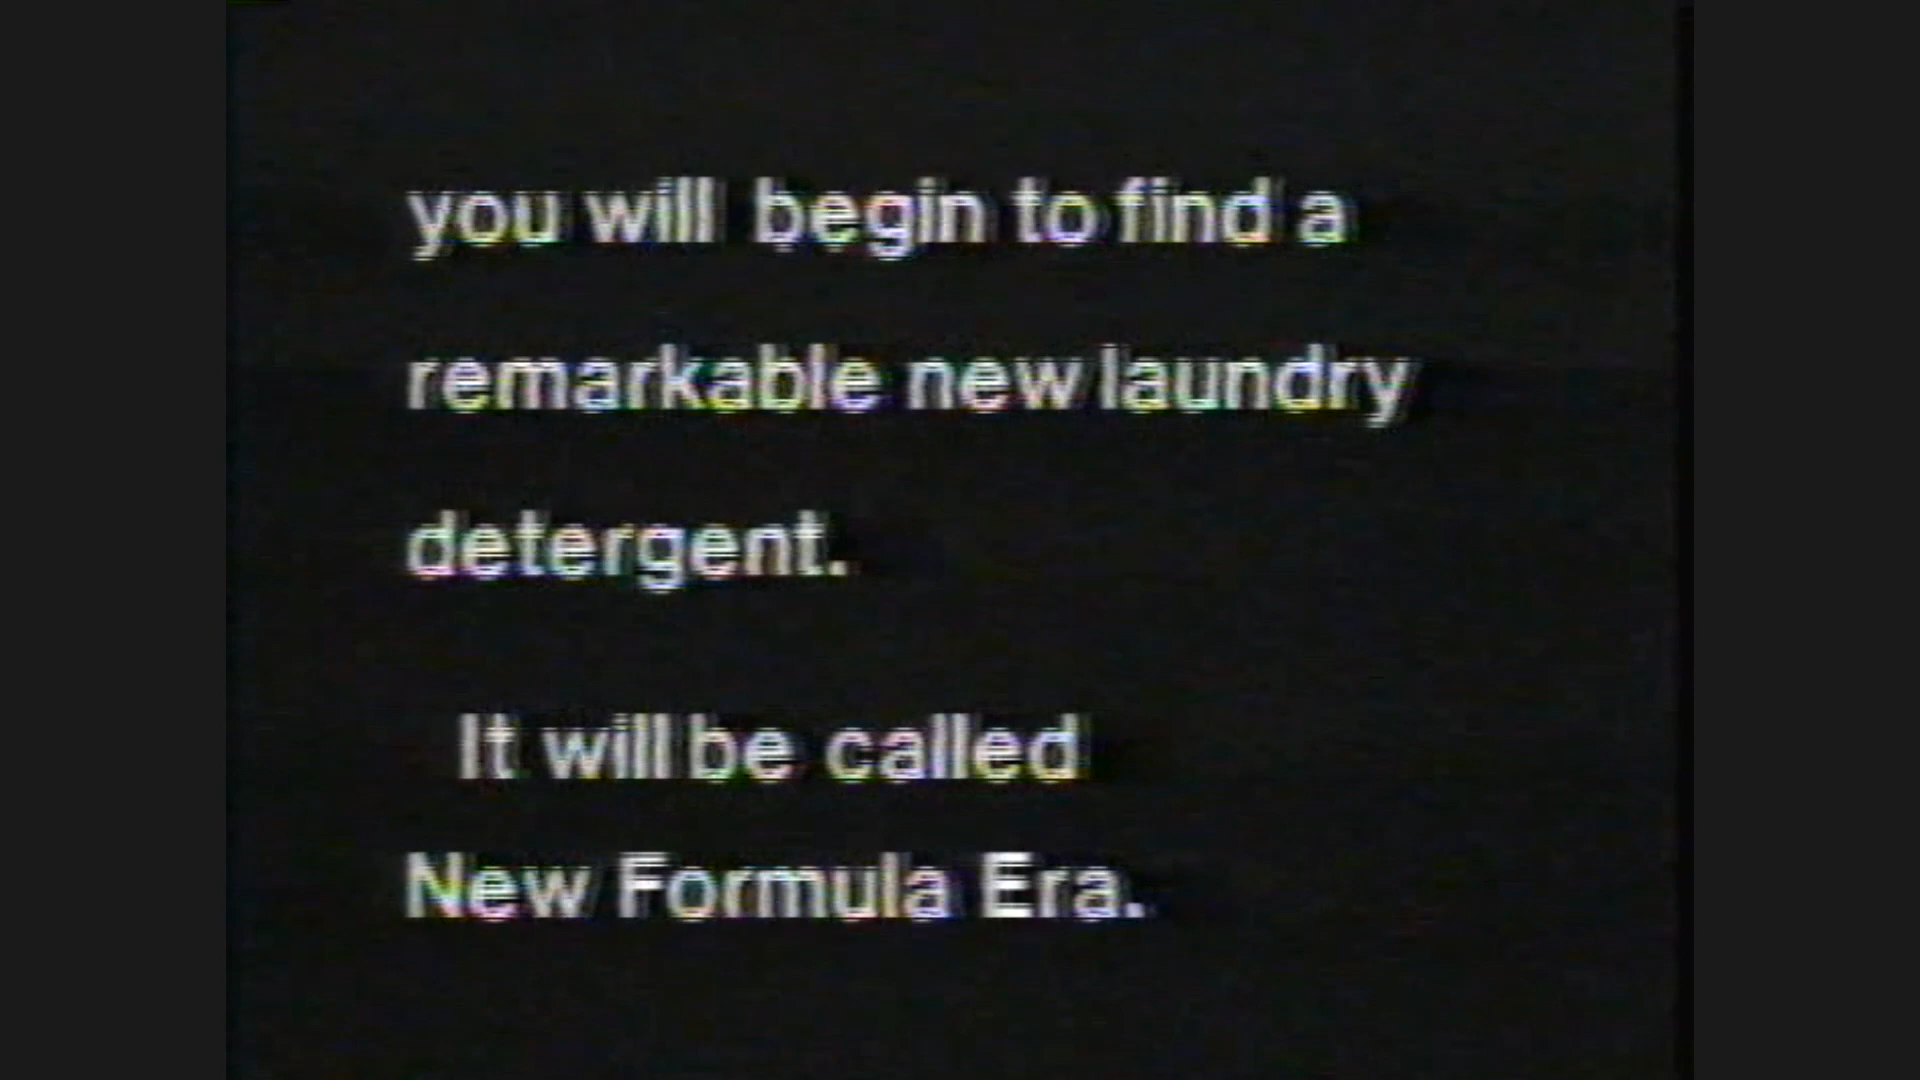 you will begin to find a
remarkable new laundry
detergent.
It will be called
New Formula Era.